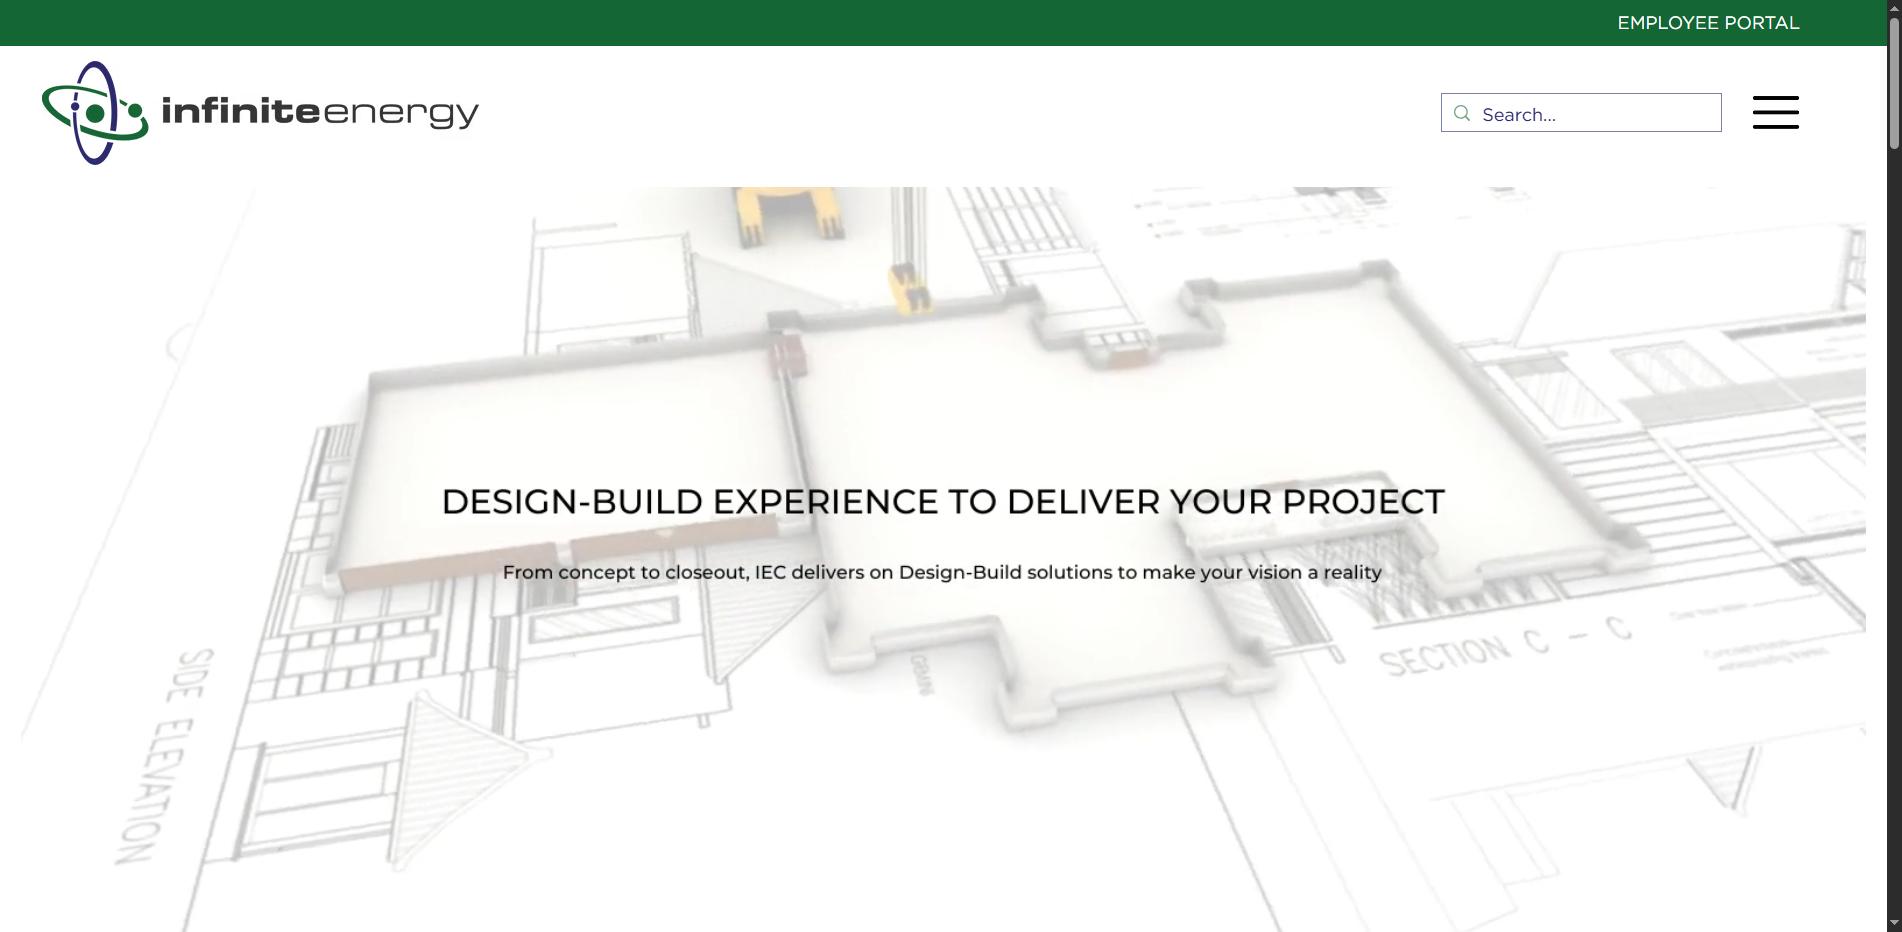 EMPLOYEE PORTAL
infiniteenergy
Search...
DESIGN-BUILD EXPERIENCE TO DELIVER YOUR PROJECT
From concept to closeout, IEC delivers on Design-Build solutions to make your vision a reality
GEMINI
SECTION C - C
SIDE ELEVATION